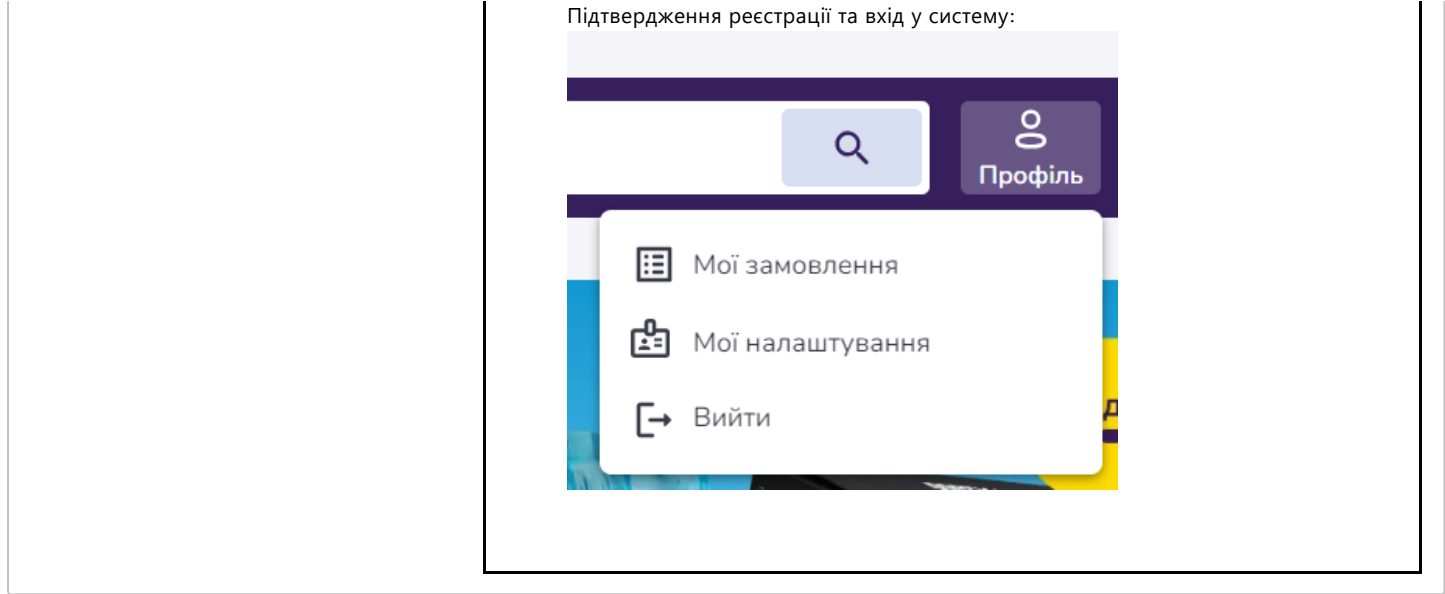 Підтвердження реєстрації та вхід у систему:
Профіль
Мої замовлення
Мої налаштування
Вийти